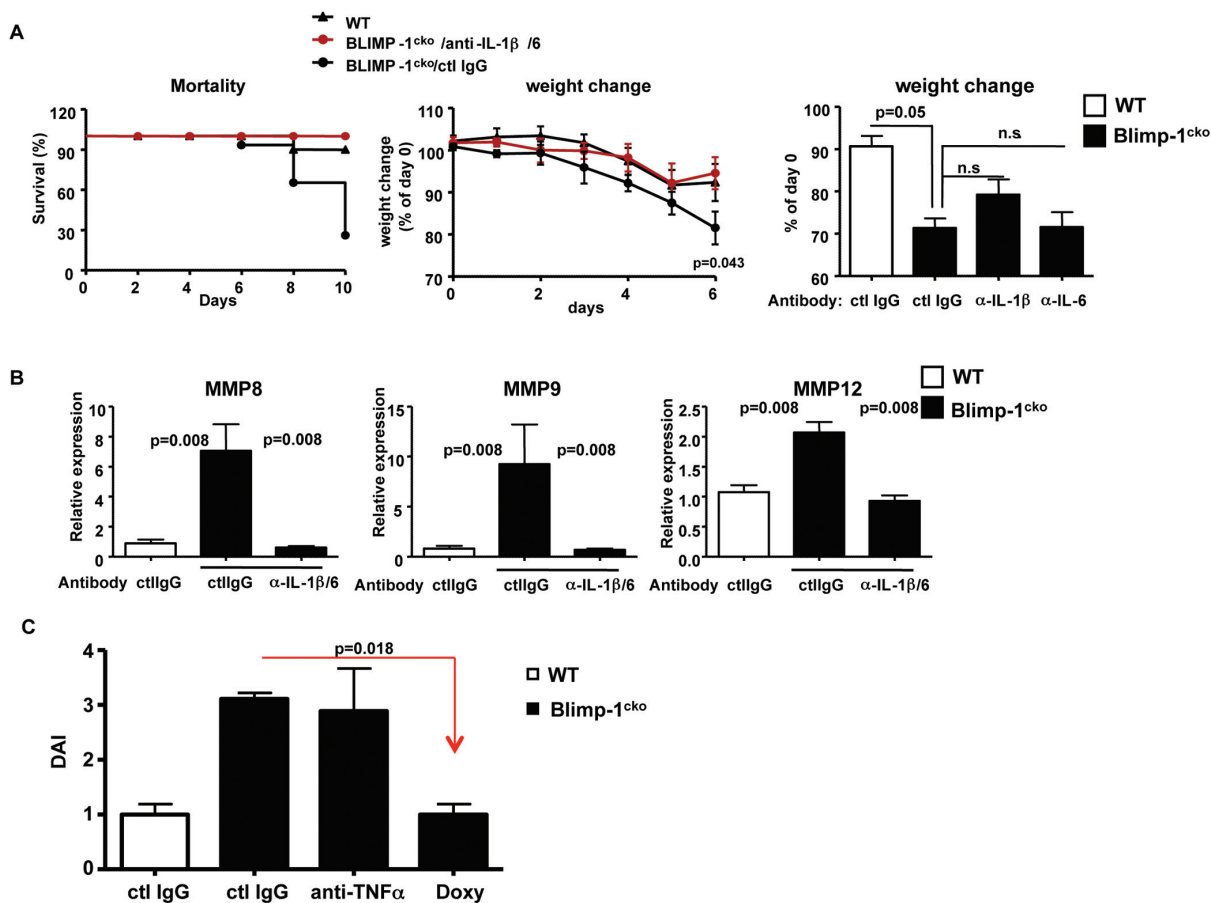 A
WT
BLIMP-1cko/anti-IL-1β /6
BLIMP-1cko/ctl IgG
Mortality
Survival (%)
120
90
60
30
0
0 2 4 6 8 10
Days
weight change
weight change
(% of day 0)
110
100
90
80
70
0 2 4 6
p=0.043
days
weight change
% of day 0
100
90
80
70
60
p=0.05
n.s
n.s
WT
Blimp-1cko
Antibody: ctl IgG ctl IgG α-IL-1β α-IL-6
B
MMP8
Relative expression
10
8
6
4
2
0
p=0.008 p=0.008
Antibody ctlIgG ctlIgG α-IL-1β/6
MMP9
Relative expression
15
10
5
0
p=0.008 p=0.008
Antibody ctlIgG ctlIgG α-IL-1β/6
MMP12
Relative expression
2.5
2.0
1.5
1.0
0.5
0.0
p=0.008 p=0.008
Antibody ctlIgG ctlIgG α-IL-1β/6
WT
Blimp-1cko
C
DAI
4
3
2
1
0
p=0.018
ctl IgG ctl IgG anti-TNFα Doxy
WT
Blimp-1cko